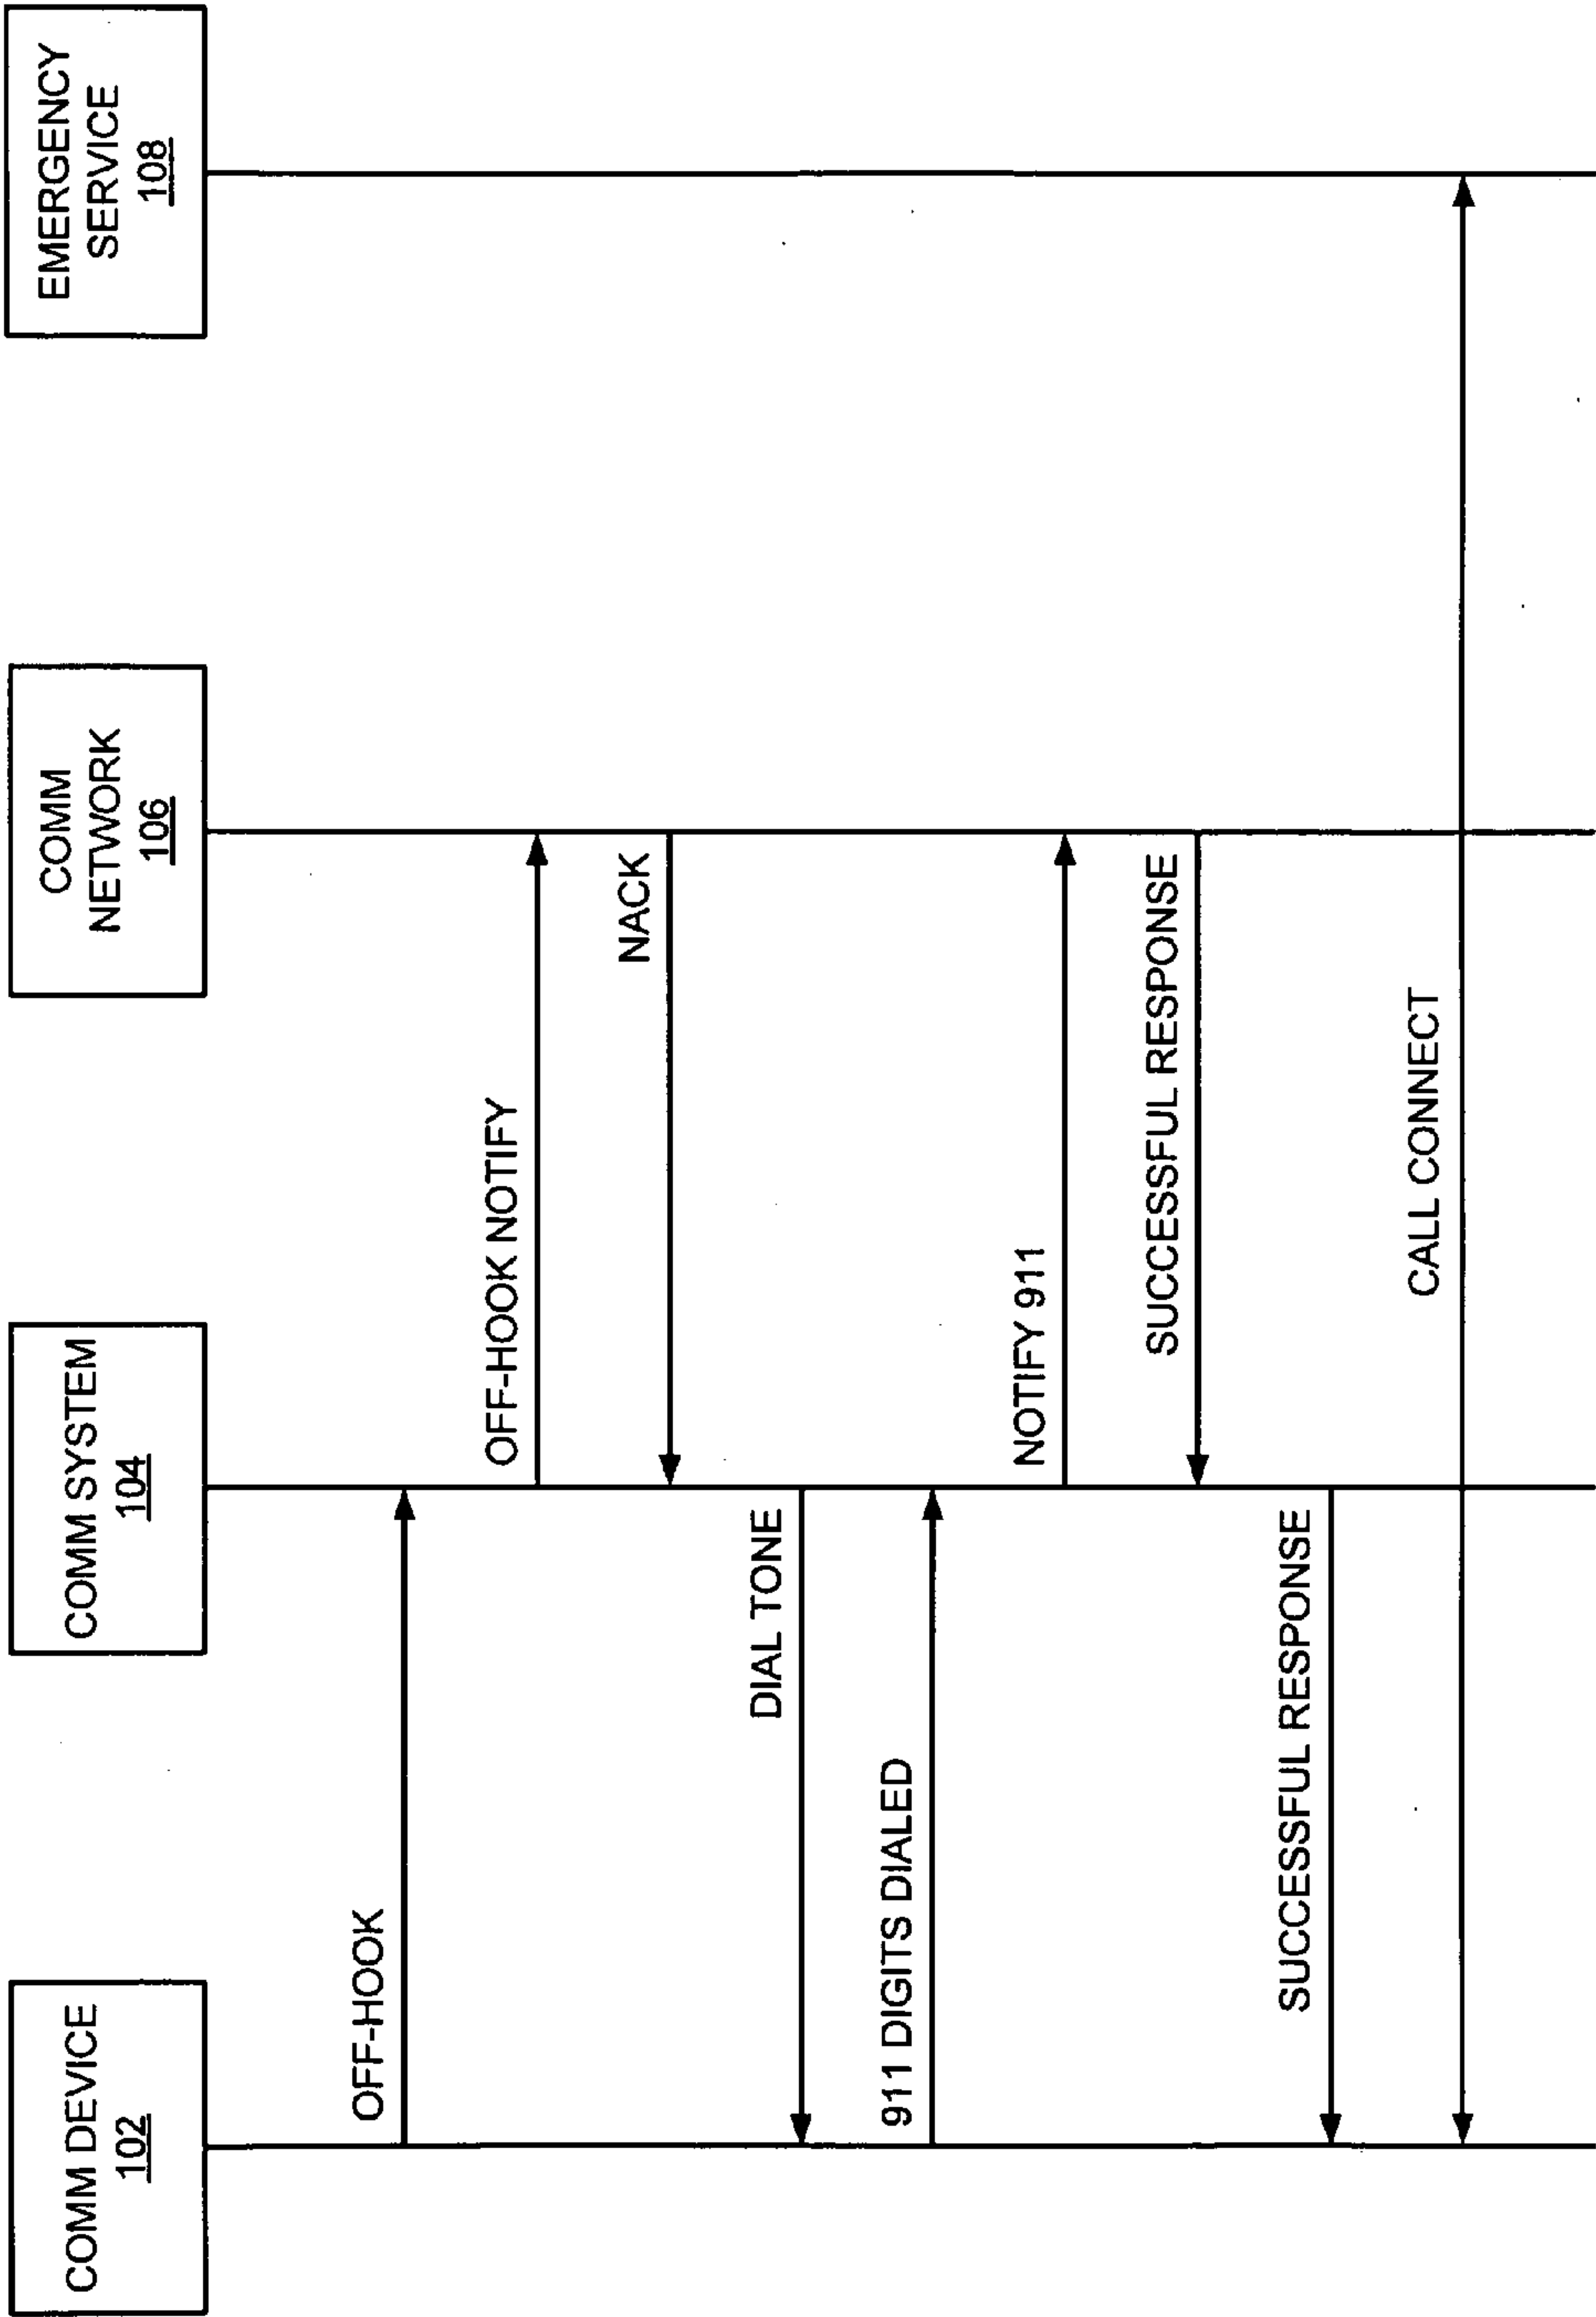 COMM DEVICE
102
COMM SYSTEM
104
COMM
NETWORK
106
EMERGENCY
SERVICE
108
OFF-HOOK
OFF-HOOK NOTIFY
NACK
DIAL TONE
911 DIGITS DIALED
NOTIFY 911
SUCCESSFUL RESPONSE
SUCCESSFUL RESPONSE
CALL CONNECT